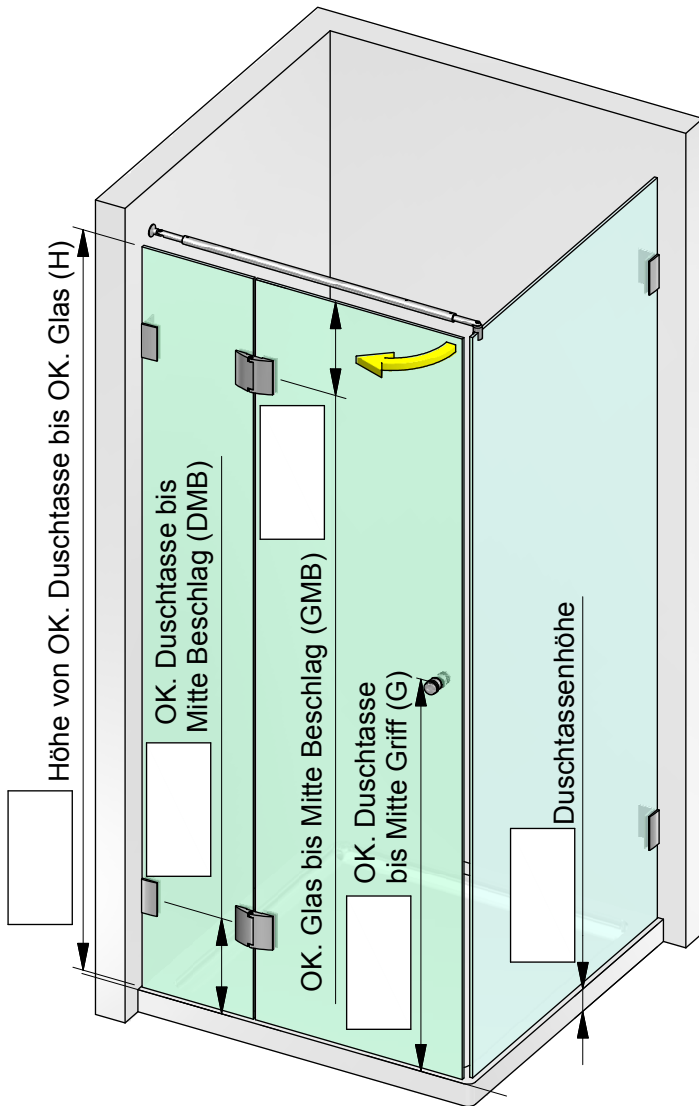 Höhe von OK. Duschtasse bis OK. Glas (H)
OK. Duschtasse bis
Mitte Beschlag (DMB)
OK. Glas bis Mitte Beschlag (GMB)
OK. Duschtasse
bis Mitte Griff (G)
Duschtassenhöhe